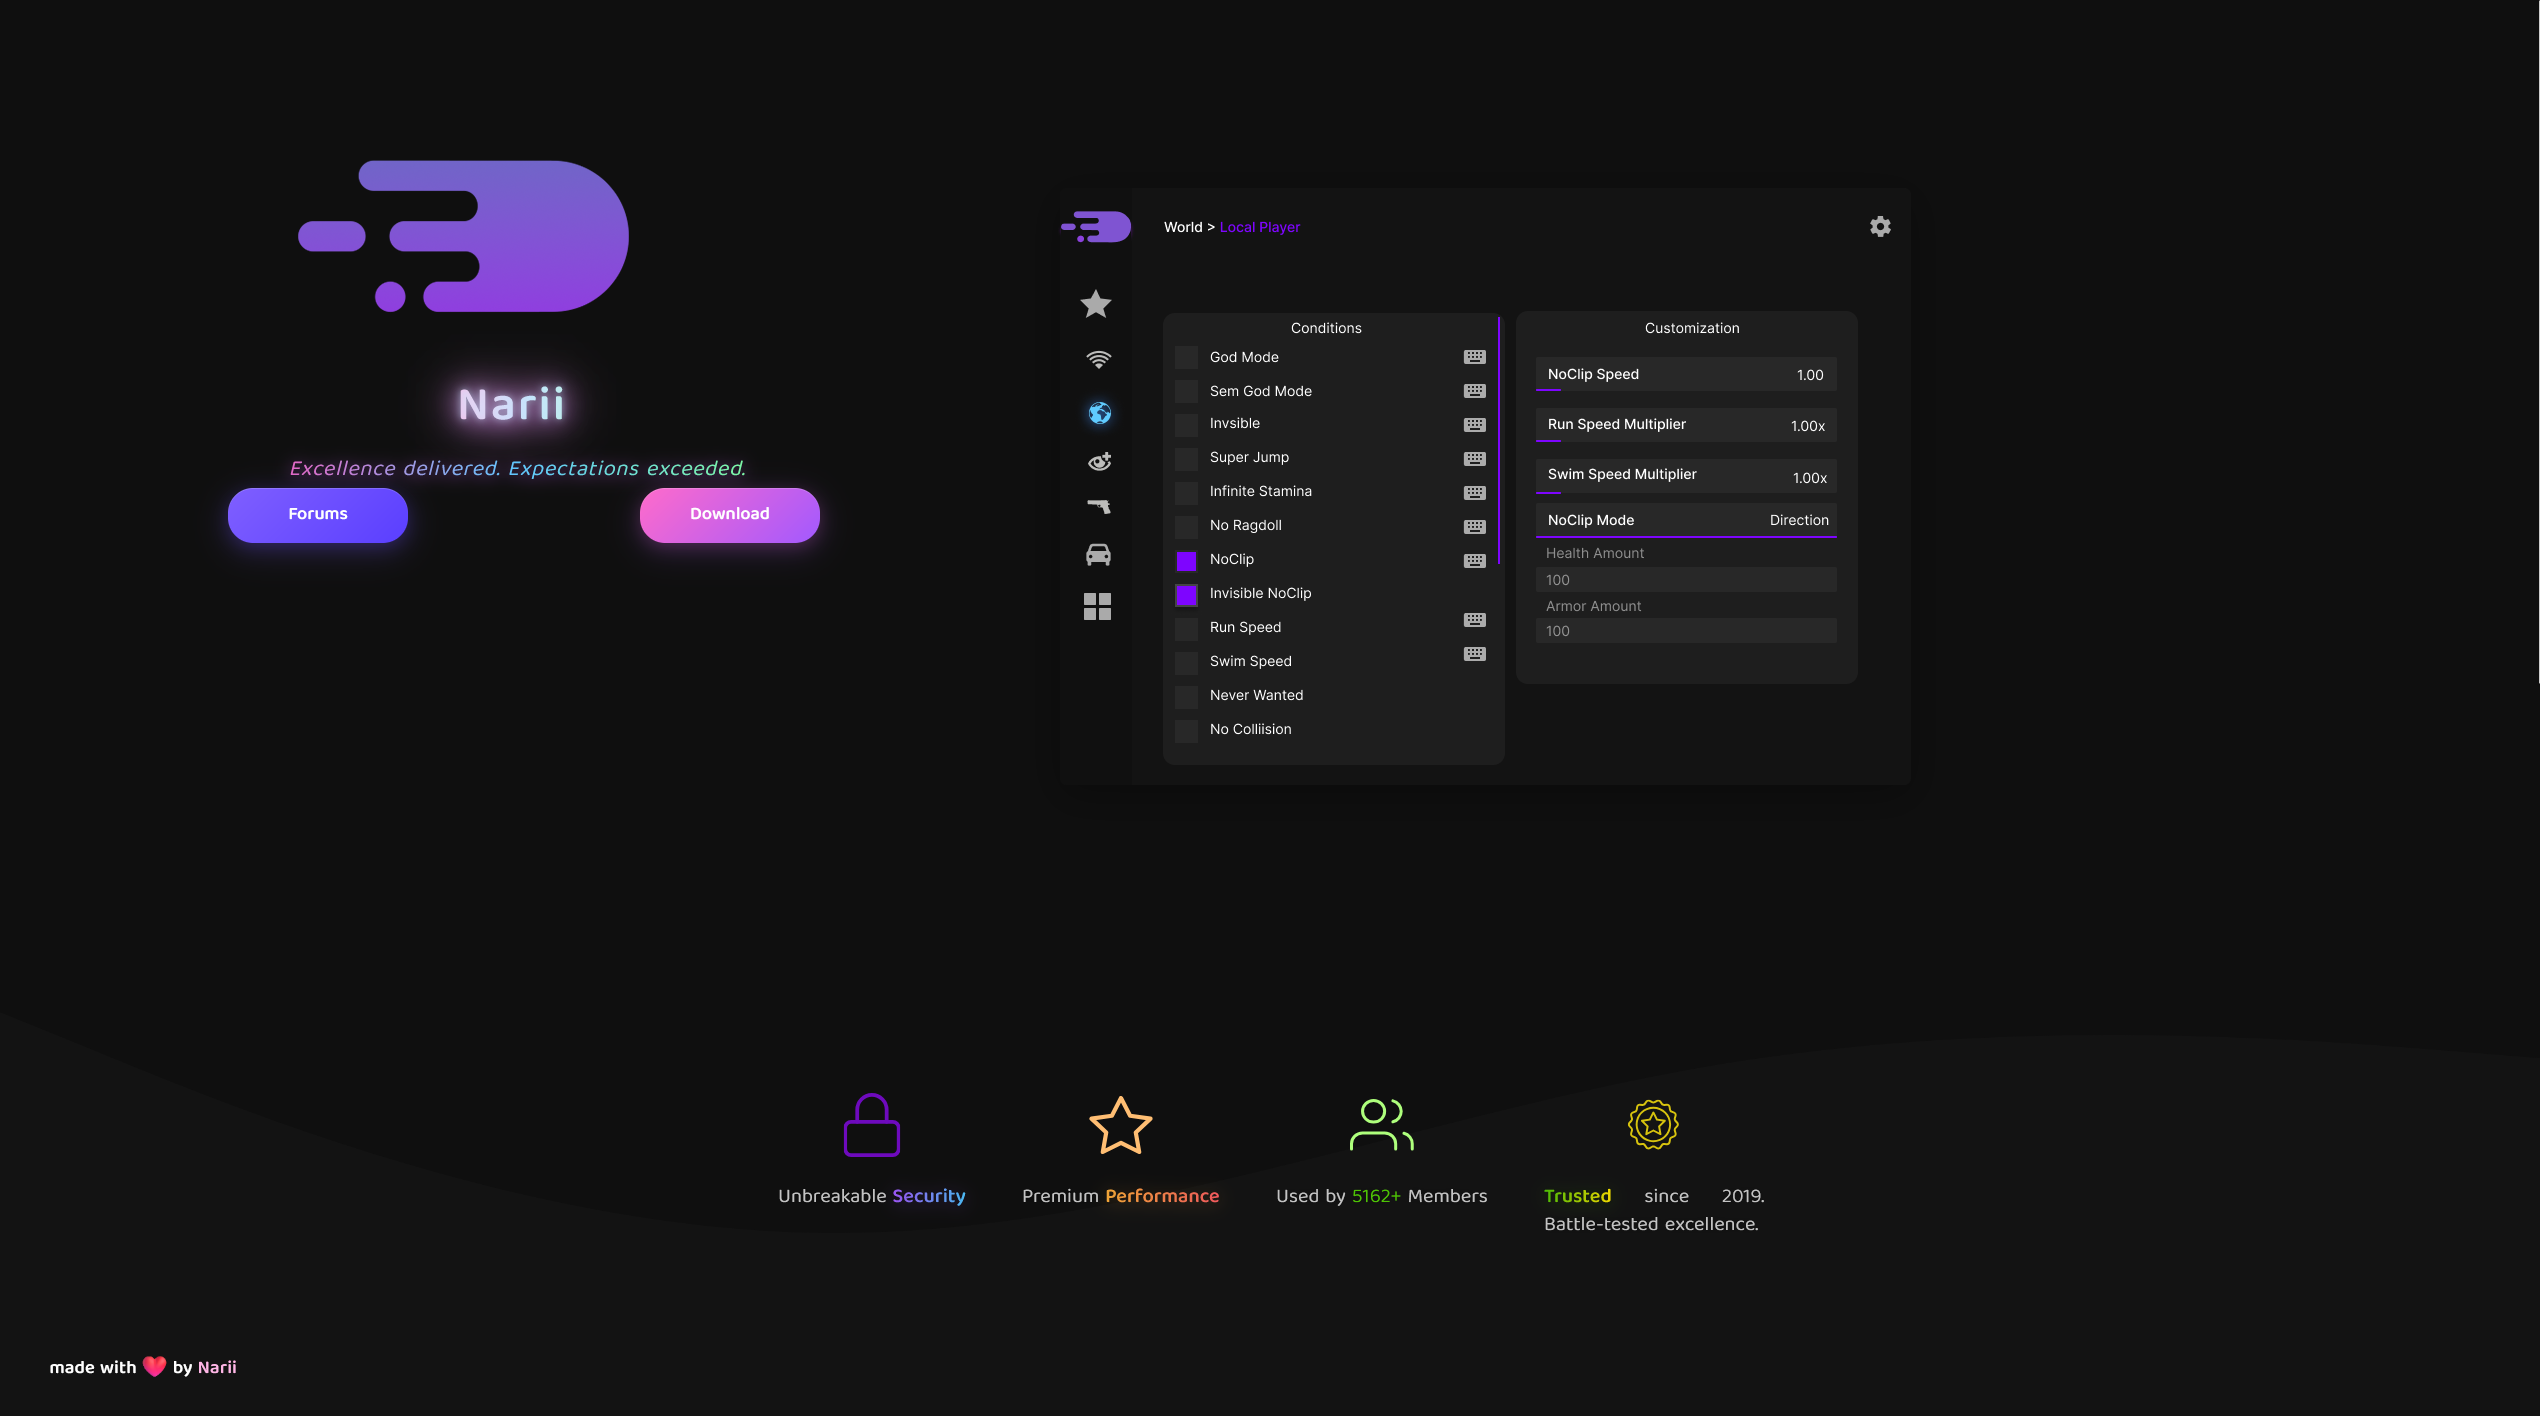 Narii
Excellence delivered. Expectations exceeded.
Forums
Download
World > Local Player
Conditions
God Mode
Sem God Mode
Invsible
Super Jump
Infinite Stamina
No Ragdoll
NoClip
Invisible NoClip
Run Speed
Swim Speed
Never Wanted
No Colliision
Customization
NoClip Speed 1.00
Run Speed Multiplier 1.00x
Swim Speed Multiplier 1.00x
NoClip Mode Direction
Health Amount
100
Armor Amount
100
Unbreakable Security
Premium Performance
Used by 5162+ Members
Trusted since 2019.
Battle-tested excellence.
made with ❤️ by Narii